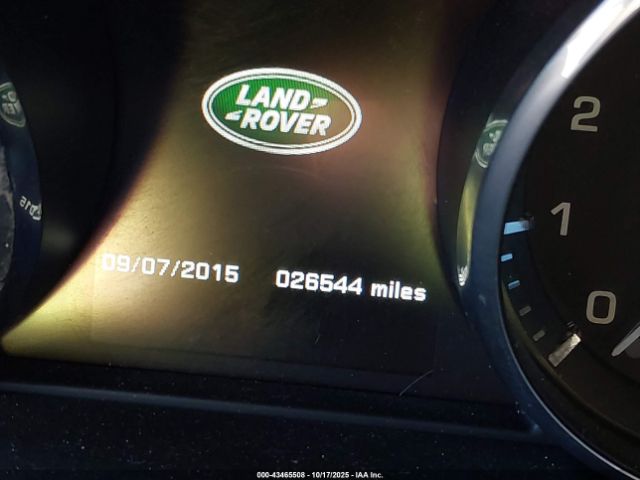 LAND
ROVER
2
1
0
09/07/2015 026544 miles
000-43465508 - 10/17/2025 - IAA Inc.